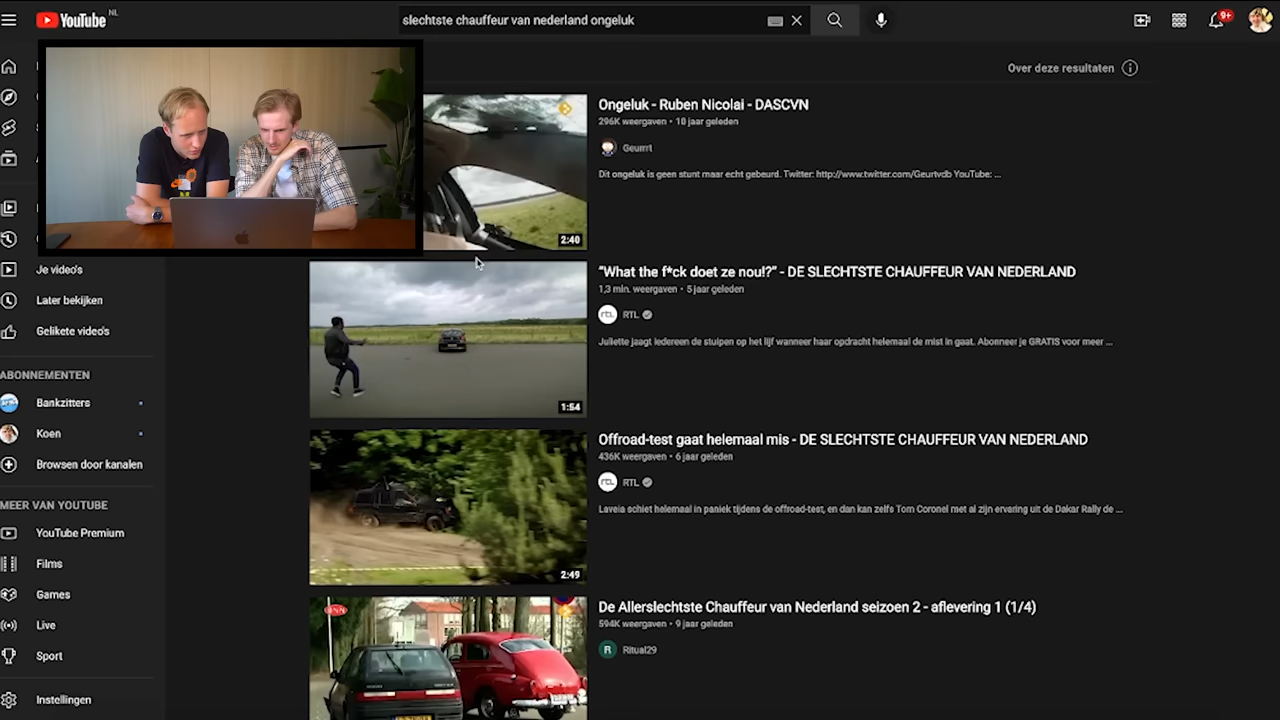 YouTube NL
slechtste chauffeur van nederland ongeluk
9+
Over deze resultaten
Ongeluk - Ruben Nicolai - DASCVN
296K weergaven • 10 jaar geleden
Geurrrt
Dit ongeluk is geen stunt maar echt gebeurd. Twitter: http://www.twitter.com/Geurtvdb YouTube: ...
2:40
"What the f*ck doet ze nou!?" - DE SLECHTSTE CHAUFFEUR VAN NEDERLAND
1,3 mln. weergaven • 5 jaar geleden
RTL
Juliette jaagt iedereen de stuipen op het lijf wanneer haar opdracht helemaal de mist in gaat. Abonneer je GRATIS voor meer ...
1:54
Offroad-test gaat helemaal mis - DE SLECHTSTE CHAUFFEUR VAN NEDERLAND
436K weergaven • 6 jaar geleden
RTL
Laveia schiet helemaal in paniek tijdens de offroad-test, en dan kan zelfs Tom Coronel met al zijn ervaring uit de Dakar Rally de ...
2:49
De Allerslechtste Chauffeur van Nederland seizoen 2 - aflevering 1 (1/4)
594K weergaven • 9 jaar geleden
R Ritual29
Je video's
Later bekijken
Gelikete video's
ABONNEMENTEN
Bankzitters
Koen
Browsen door kanalen
MEER VAN YOUTUBE
YouTube Premium
Films
Games
Live
Sport
Instellingen